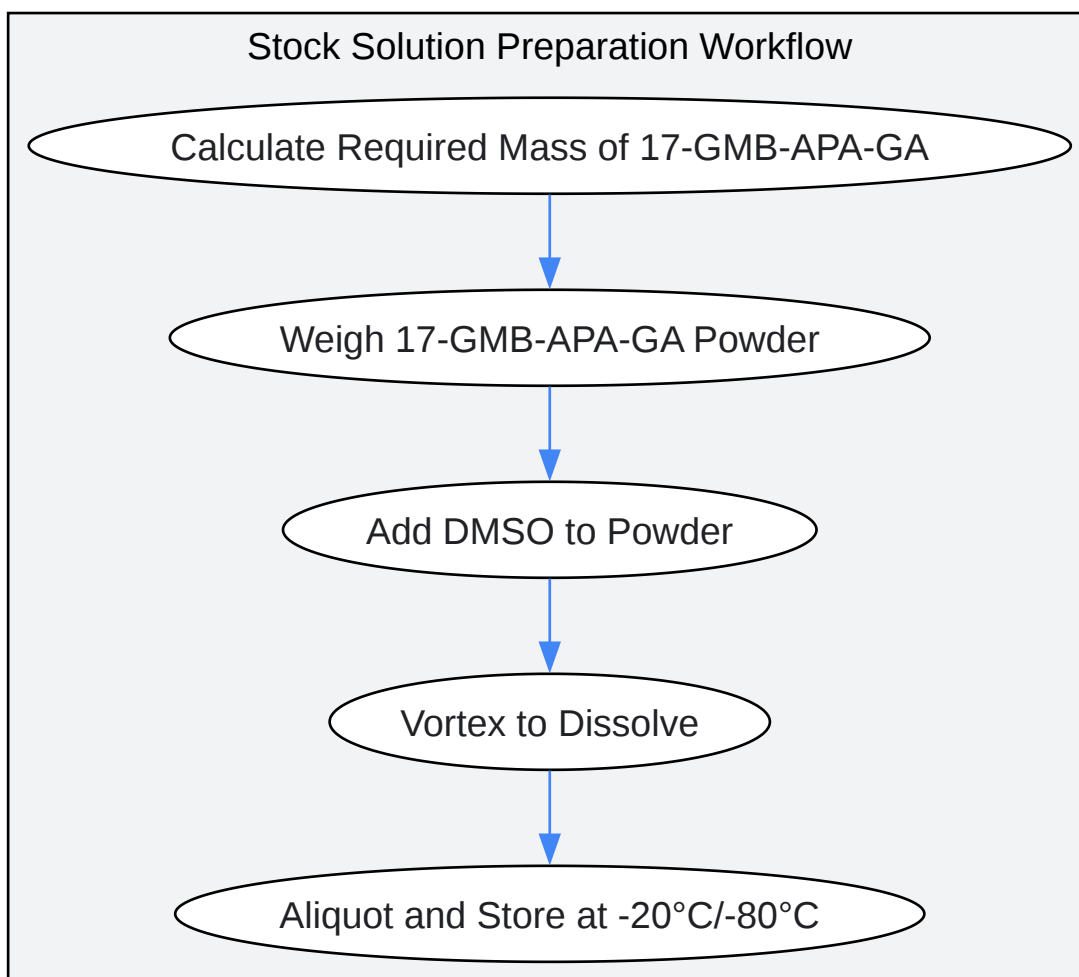 Stock Solution Preparation Workflow
Calculate Required Mass of 17-GMB-APA-GA
Weigh 17-GMB-APA-GA Powder
Add DMSO to Powder
Vortex to Dissolve
Aliquot and Store at -20°C/-80°C